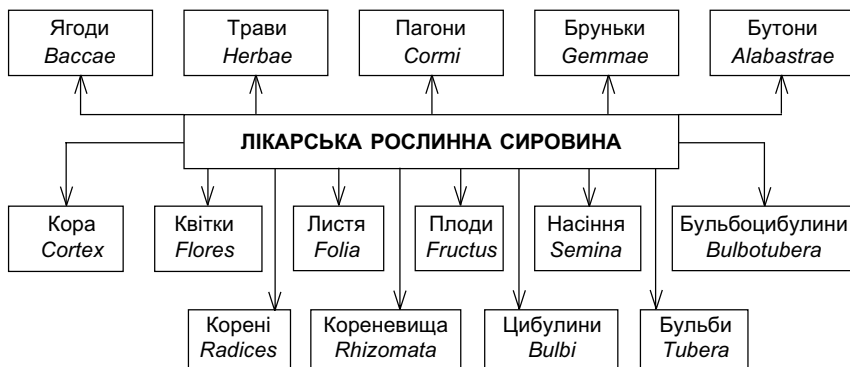 Ягоди
Baccae
Трави
Herbae
Пагони
Cormi
Бруньки
Gemmae
Бутони
Alabastrae
ЛІКАРСЬКА РОСЛИННА СИРОВИНА
Кора
Cortex
Квітки
Flores
Листя
Folia
Плоди
Fructus
Насіння
Semina
Бульбоцибулини
Bulbotubera
Корені
Radices
Кореневища
Rhizomata
Цибулини
Bulbi
Бульби
Tubera